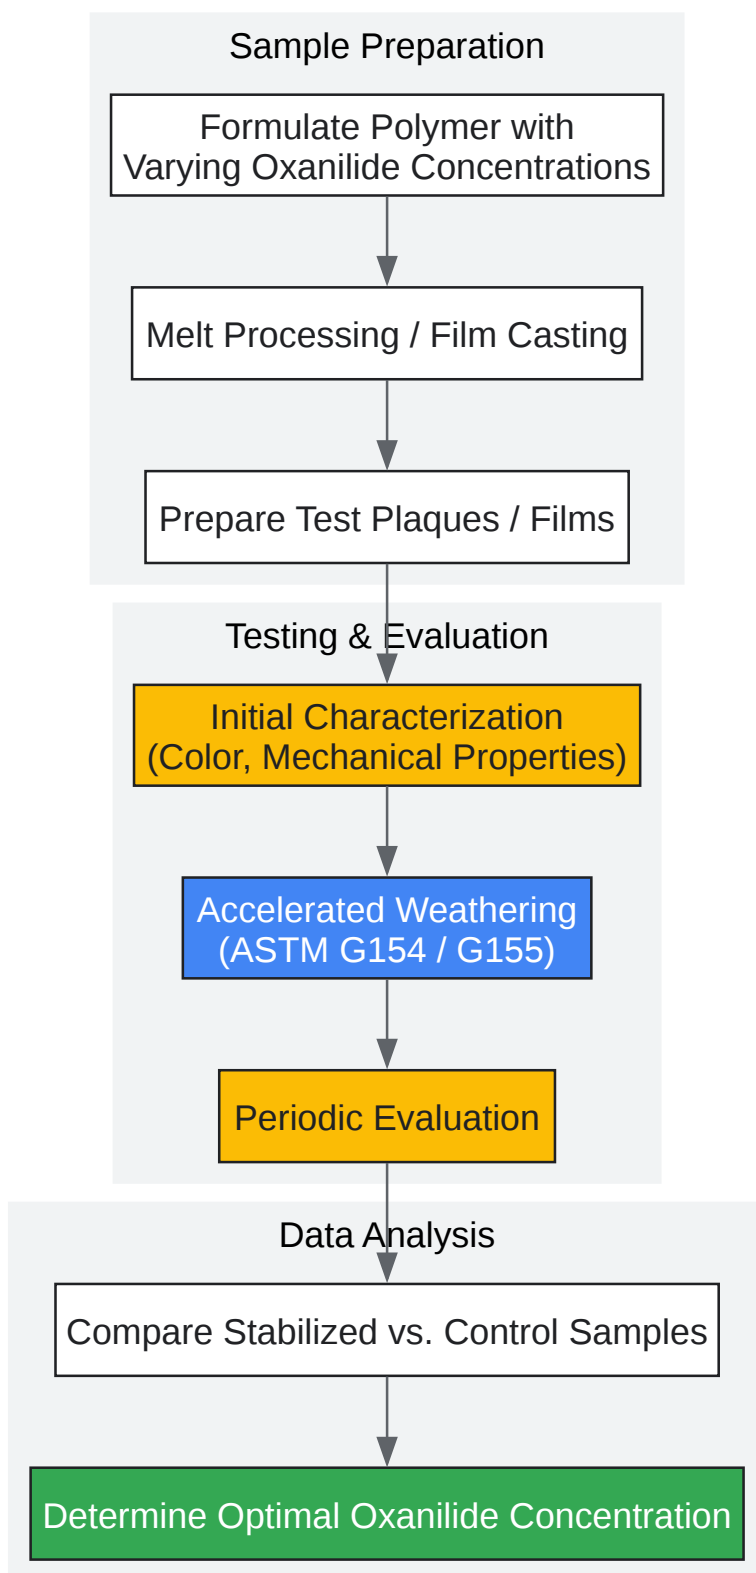 Sample Preparation
Formulate Polymer with
Varying Oxanilide Concentrations
Melt Processing / Film Casting
Prepare Test Plaques / Films
Testing & Evaluation
Initial Characterization
(Color, Mechanical Properties)
Accelerated Weathering
(ASTM G154 / G155)
Periodic Evaluation
Data Analysis
Compare Stabilized vs. Control Samples
Determine Optimal Oxanilide Concentration